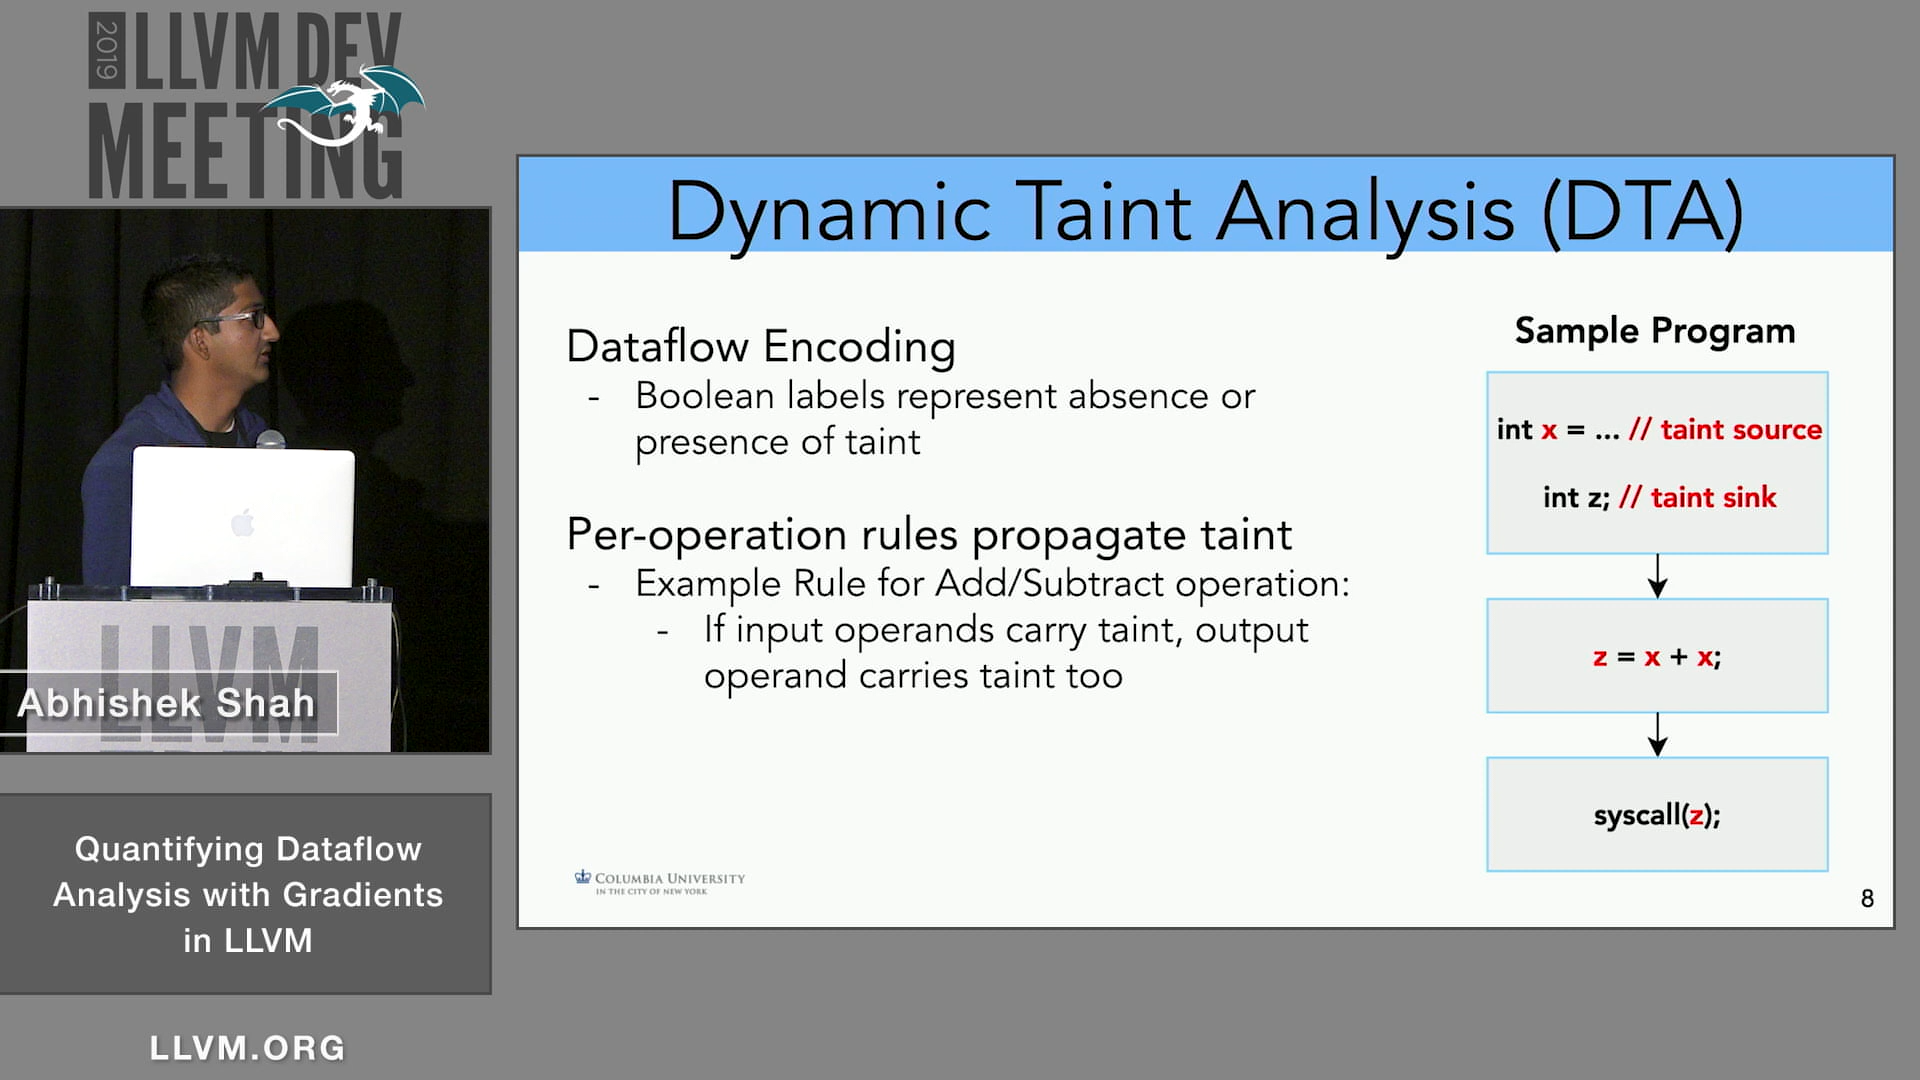 2019
LLVM DEV
MEETING
LLVM
Abhishek Shah
Quantifying Dataflow
Analysis with Gradients
in LLVM
LLVM.ORG
Dynamic Taint Analysis (DTA)
Dataflow Encoding
- Boolean labels represent absence or
presence of taint
Per-operation rules propagate taint
- Example Rule for Add/Subtract operation:
- If input operands carry taint, output
operand carries taint too
Sample Program
int x = ... // taint source
int z; // taint sink
z = x + x;
syscall(z);
COLUMBIA UNIVERSITY
IN THE CITY OF NEW YORK
8